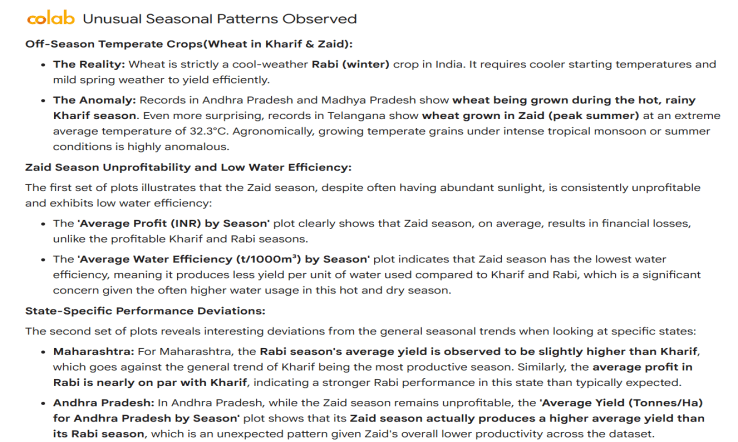 colab Unusual Seasonal Patterns Observed
Off-Season Temperate Crops(Wheat in Kharif & Zaid):
• The Reality: Wheat is strictly a cool-weather Rabi (winter) crop in India. It requires cooler starting temperatures and
mild spring weather to yield efficiently.
• The Anomaly: Records in Andhra Pradesh and Madhya Pradesh show wheat being grown during the hot, rainy
Kharif season. Even more surprising, records in Telangana show wheat grown in Zaid (peak summer) at an extreme
average temperature of 32.3°C. Agronomically, growing temperate grains under intense tropical monsoon or summer
conditions is highly anomalous.
Zaid Season Unprofitability and Low Water Efficiency:
The first set of plots illustrates that the Zaid season, despite often having abundant sunlight, is consistently unprofitable
and exhibits low water efficiency:
• The 'Average Profit (INR) by Season' plot clearly shows that Zaid season, on average, results in financial losses,
unlike the profitable Kharif and Rabi seasons.
• The 'Average Water Efficiency (t/1000m³) by Season' plot indicates that Zaid season has the lowest water
efficiency, meaning it produces less yield per unit of water used compared to Kharif and Rabi, which is a significant
concern given the often higher water usage in this hot and dry season.
State-Specific Performance Deviations:
The second set of plots reveals interesting deviations from the general seasonal trends when looking at specific states:
• Maharashtra: For Maharashtra, the Rabi season's average yield is observed to be slightly higher than Kharif,
which goes against the general trend of Kharif being the most productive season. Similarly, the average profit in
Rabi is nearly on par with Kharif, indicating a stronger Rabi performance in this state than typically expected.
• Andhra Pradesh: In Andhra Pradesh, while the Zaid season remains unprofitable, the 'Average Yield (Tonnes/Ha)
for Andhra Pradesh by Season' plot shows that its Zaid season actually produces a higher average yield than
its Rabi season, which is an unexpected pattern given Zaid's overall lower productivity across the dataset.